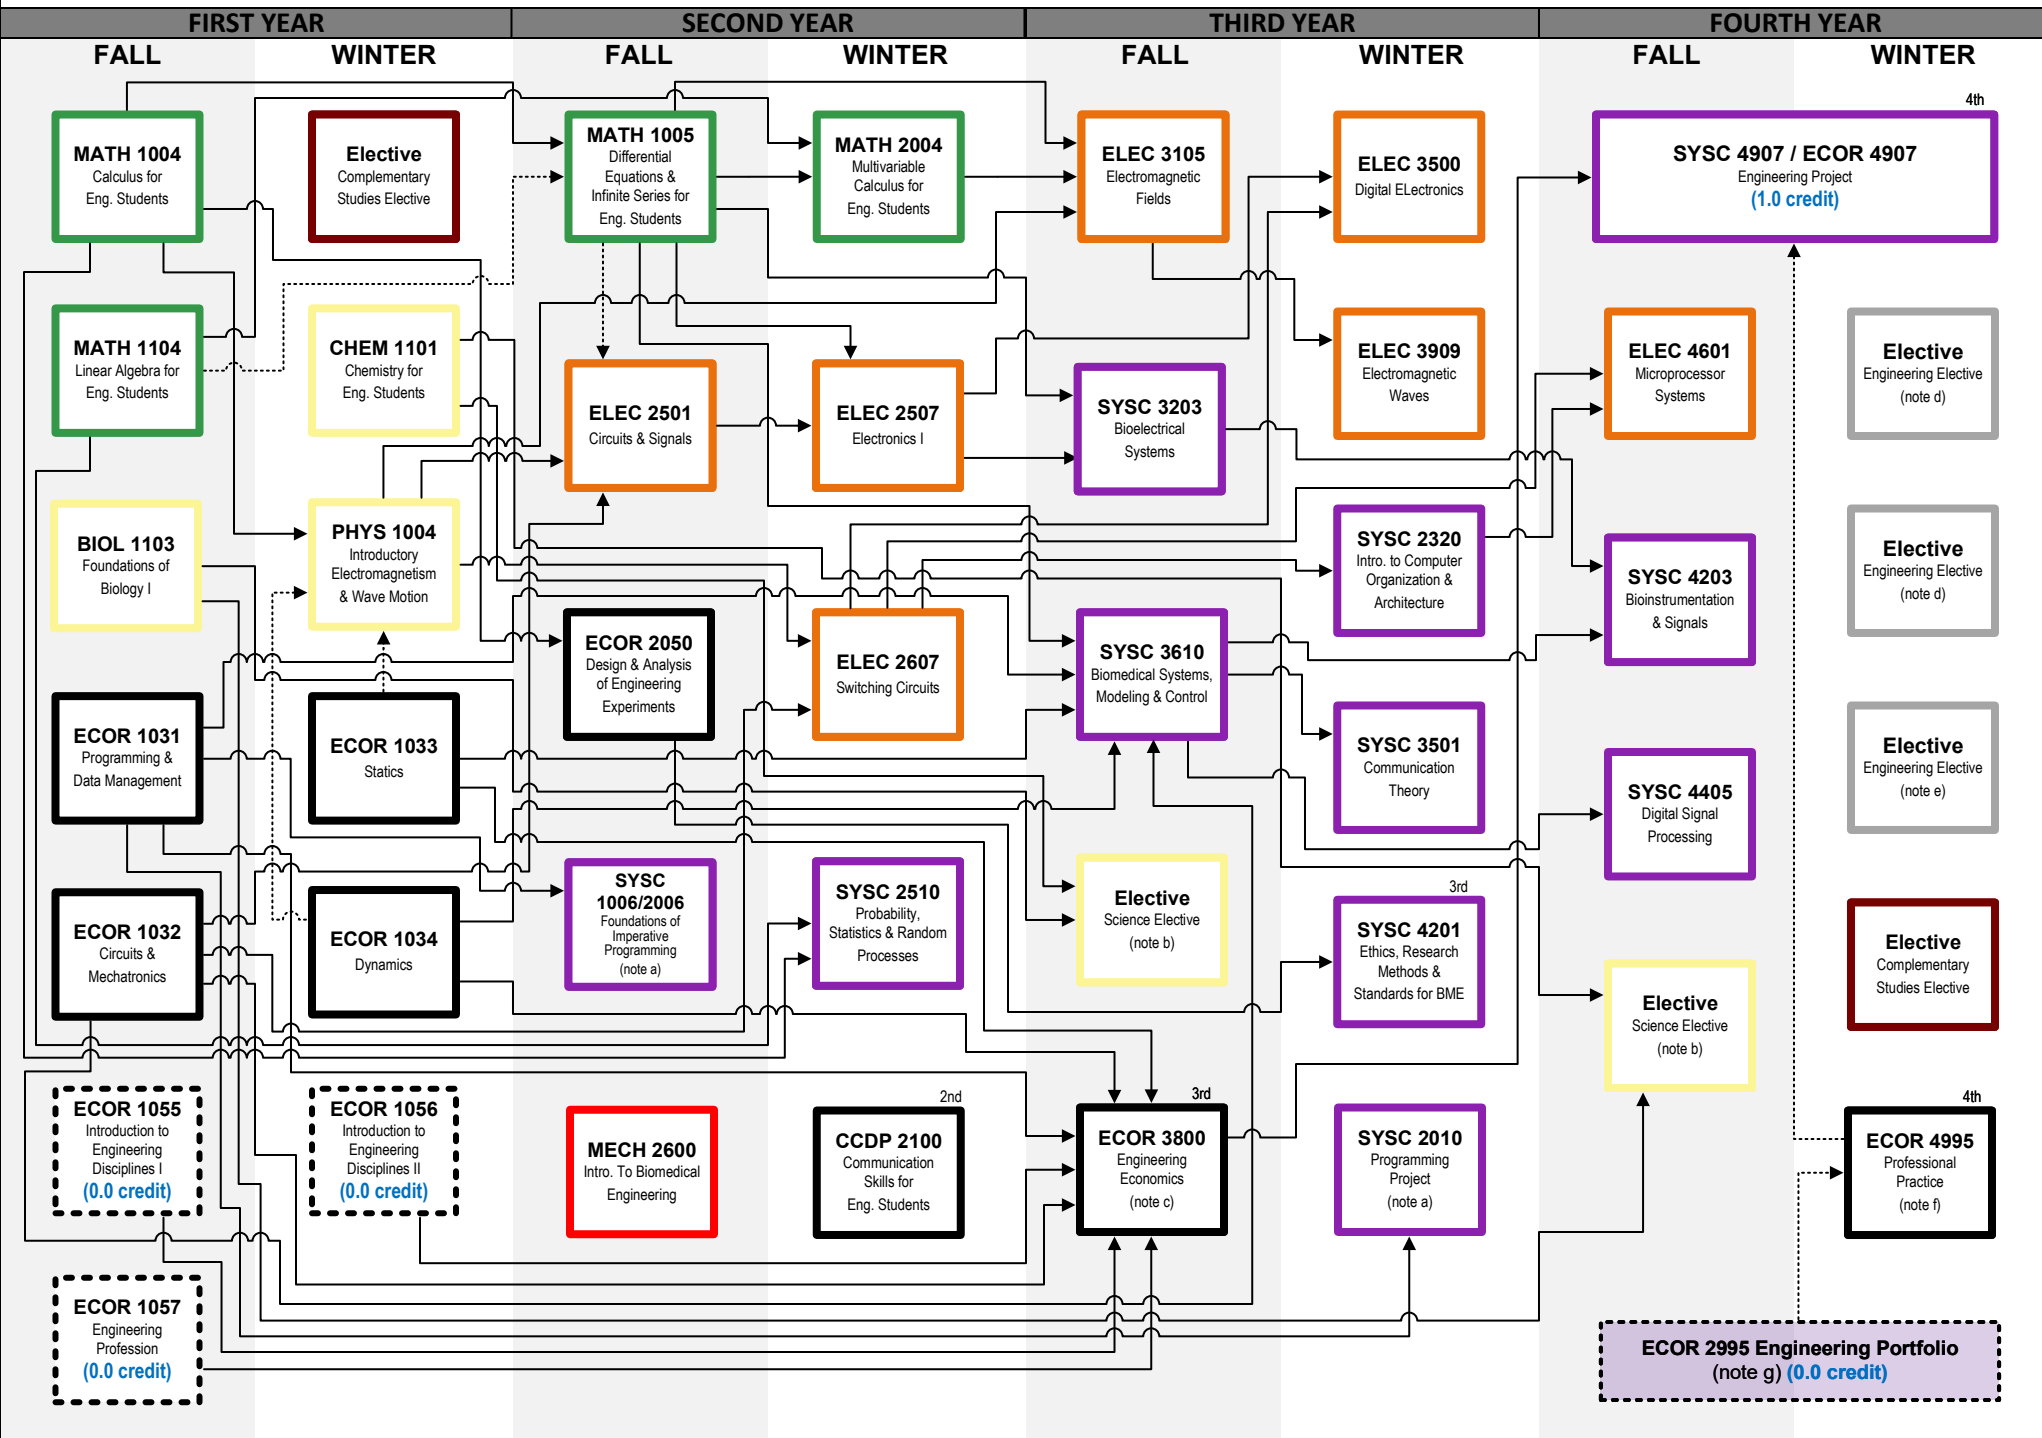 FIRST YEAR
SECOND YEAR
THIRD YEAR
FOURTH YEAR
FALL
WINTER
FALL
WINTER
FALL
WINTER
FALL
WINTER
MATH 1004
Calculus for
Eng. Students
Elective
Complementary
Studies Elective
MATH 1005
Differential
Equations &
Infinite Series for
Eng. Students
MATH 2004
Multivariable
Calculus for
Eng. Students
ELEC 3105
Electromagnetic
Fields
ELEC 3500
Digital ELectronics
4th
SYSC 4907 / ECOR 4907
Engineering Project
(1.0 credit)
MATH 1104
Linear Algebra for
Eng. Students
CHEM 1101
Chemistry for
Eng. Students
ELEC 2501
Circuits & Signals
ELEC 2507
Electronics I
SYSC 3203
Bioelectrical
Systems
ELEC 3909
Electromagnetic
Waves
ELEC 4601
Microprocessor
Systems
Elective
Engineering Elective
(note d)
BIOL 1103
Foundations of
Biology I
PHYS 1004
Introductory
Electromagnetism
& Wave Motion
ECOR 2050
Design & Analysis
of Engineering
Experiments
ELEC 2607
Switching Circuits
SYSC 3610
Biomedical Systems,
Modeling & Control
SYSC 2320
Intro. to Computer
Organization &
Architecture
SYSC 4203
Bioinstrumentation
& Signals
Elective
Engineering Elective
(note d)
ECOR 1031
Programming &
Data Management
ECOR 1033
Statics
SYSC
1006/2006
Foundations of
Imperative
Programming
(note a)
SYSC 2510
Probability,
Statistics & Random
Processes
Elective
Science Elective
(note b)
SYSC 3501
Communication
Theory
SYSC 4405
Digital Signal
Processing
Elective
Engineering Elective
(note e)
ECOR 1032
Circuits &
Mechatronics
ECOR 1034
Dynamics
3rd
SYSC 4201
Ethics, Research
Methods &
Standards for BME
Elective
Science Elective
(note b)
Elective
Complementary
Studies Elective
ECOR 1055
Introduction to
Engineering
Disciplines I
(0.0 credit)
ECOR 1056
Introduction to
Engineering
Disciplines II
(0.0 credit)
MECH 2600
Intro. To Biomedical
Engineering
2nd
CCDP 2100
Communication
Skills for
Eng. Students
3rd
ECOR 3800
Engineering
Economics
(note c)
SYSC 2010
Programming
Project
(note a)
4th
ECOR 4995
Professional
Practice
(note f)
ECOR 1057
Engineering
Profession
(0.0 credit)
ECOR 2995 Engineering Portfolio
(note g) (0.0 credit)